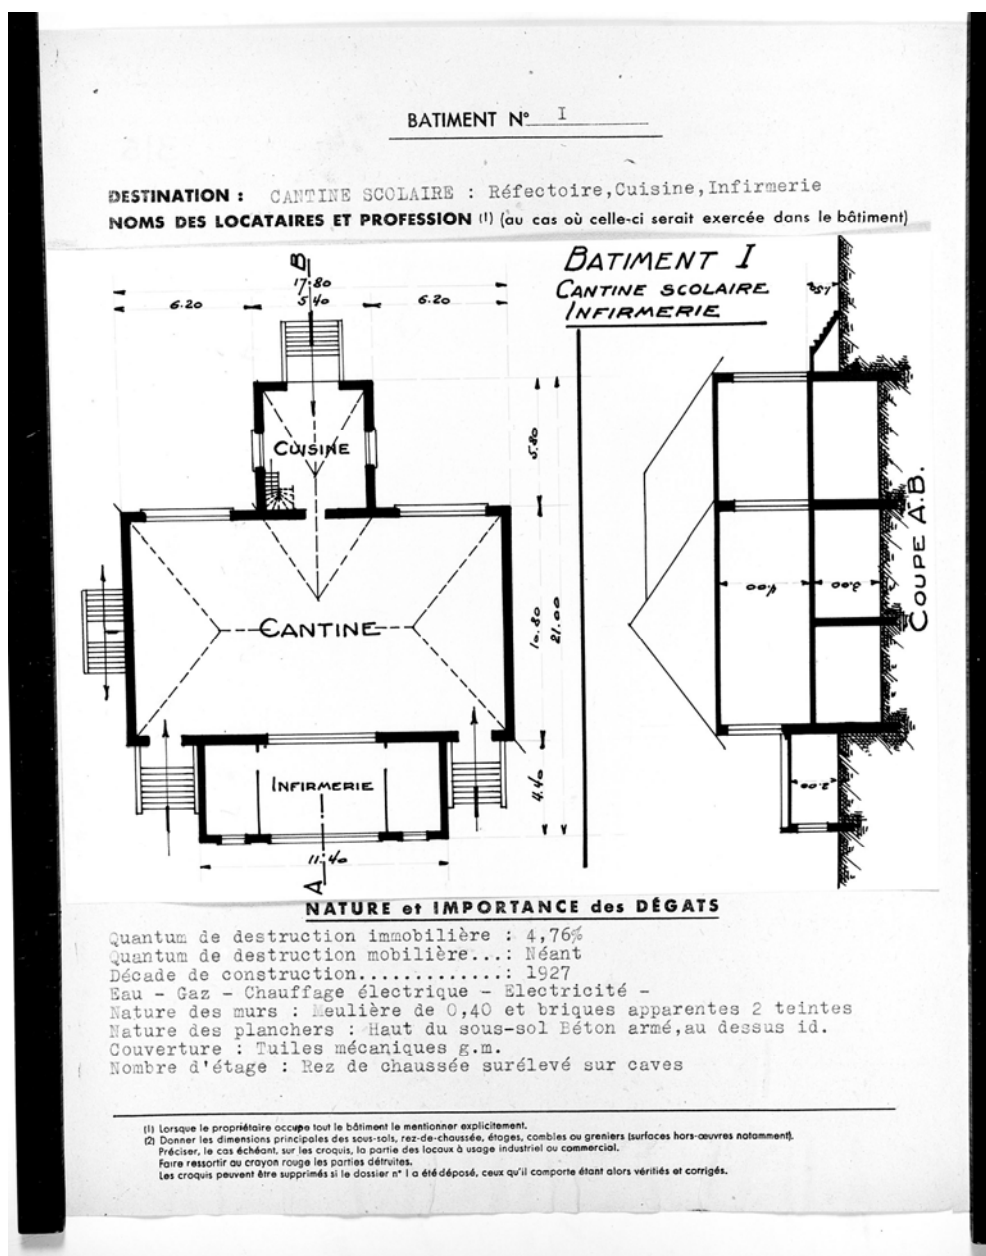 BATIMENT N° I
DESTINATION : CANTINE SCOLAIRE : Réfectoire,Cuisine,Infirmerie
NOMS DES LOCATAIRES ET PROFESSION (1) (au cas où celle-ci serait exercée dans le bâtiment)
BATIMENT I
CANTINE SCOLAIRE
INFIRMERIE
B
17.80
6.20 5.40 6.20
1.50
CUISINE
5.80
CANTINE
10.80
21.00
4.00
3.00
COUPE A.B.
INFIRMERIE
4.40
2.00
11.40
A
NATURE et IMPORTANCE des DÉGATS
Quantum de destruction immobilière : 4,76%
Quantum de destruction mobilière...: Néant
Décade de construction.............: 1927
Eau - Gaz - Chauffage électrique - Electricité -
Nature des murs : Meulière de 0,40 et briques apparentes 2 teintes
Nature des planchers : Haut du sous-sol Béton armé,au dessus id.
Couverture : Tuiles mécaniques g.m.
Nombre d'étage : Rez de chaussée surélevé sur caves
(1) Lorsque le propriétaire occupe tout le bâtiment le mentionner explicitement.
(2) Donner les dimensions principales des sous-sols, rez-de-chaussée, étages, combles ou greniers (surfaces hors-œuvres notamment).
Préciser, le cas échéant, sur les croquis, la partie des locaux à usage industriel ou commercial.
Faire ressortir au crayon rouge les parties détruites.
Les croquis peuvent être supprimés si le dossier n° 1 a été déposé, ceux qu'il comporte étant alors vérifiés et corrigés.